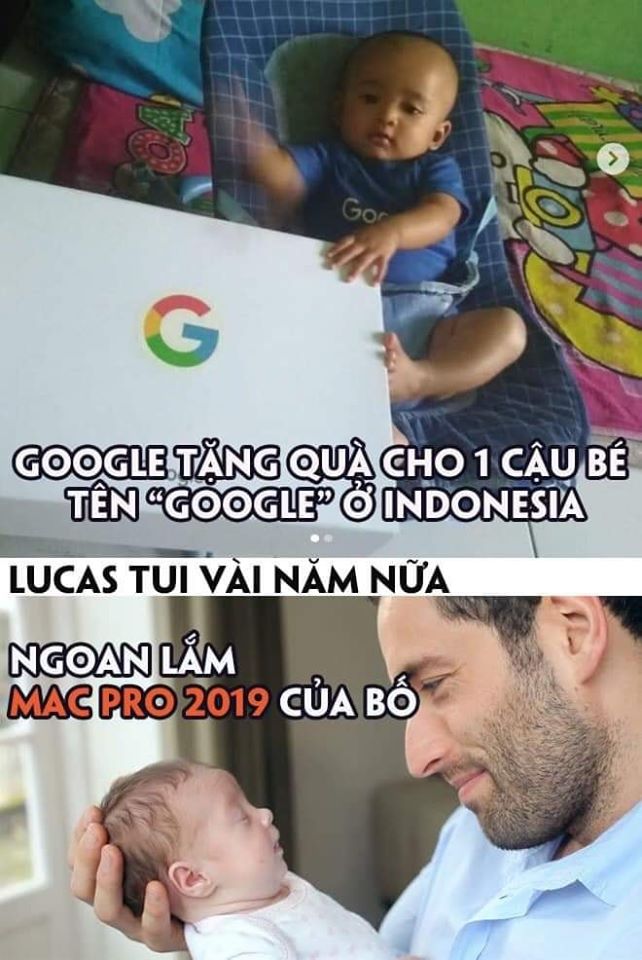 Goo
G
GOOGLE TẶNG QUÀ CHO 1 CẬU BÉ
TÊN “GOOGLE” Ở INDONESIA
LUCAS TUI VÀI NĂM NỮA
NGOAN LẮM
MAC PRO 2019 CỦA BỐ